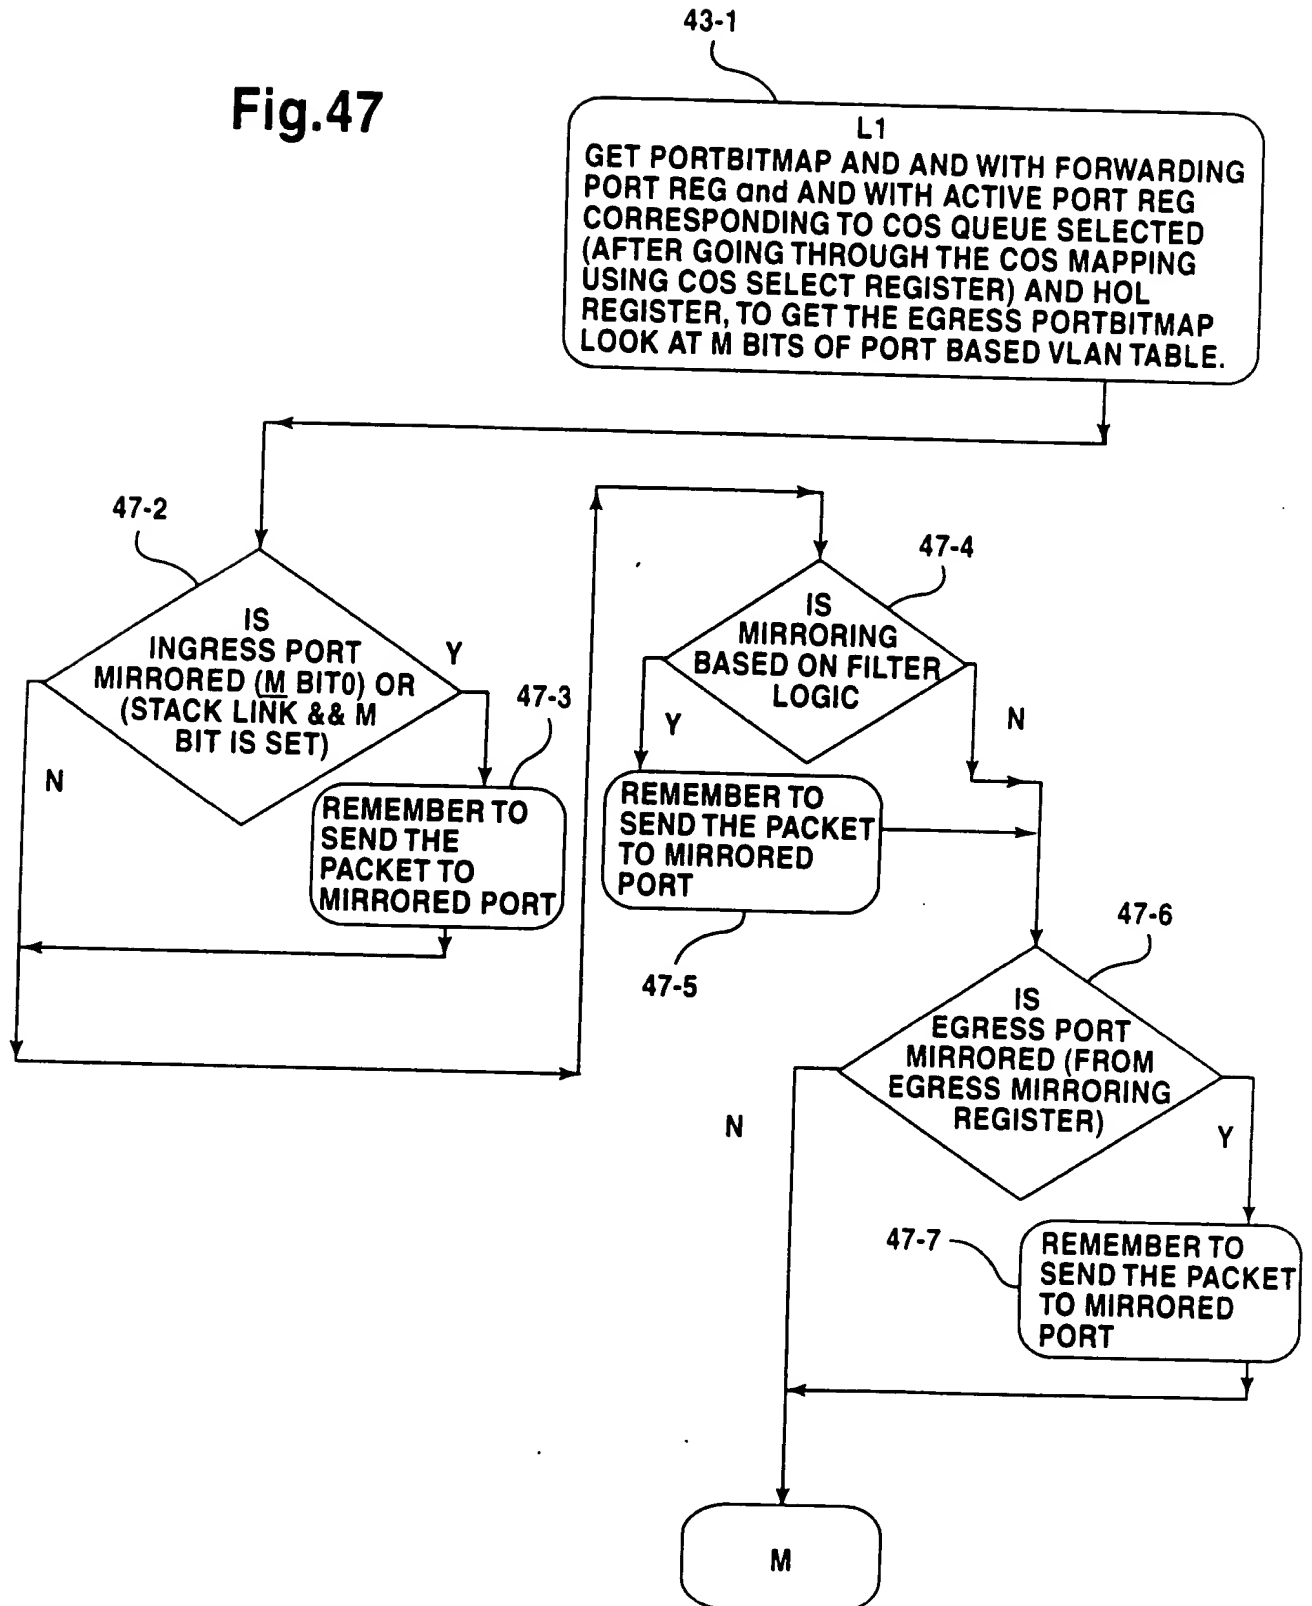 43-1
Fig.47
L1
GET PORTBITMAP AND AND WITH FORWARDING
PORT REG and AND WITH ACTIVE PORT REG
CORRESPONDING TO COS QUEUE SELECTED
(AFTER GOING THROUGH THE COS MAPPING
USING COS SELECT REGISTER) AND HOL
REGISTER, TO GET THE EGRESS PORTBITMAP
LOOK AT M BITS OF PORT BASED VLAN TABLE.
47-2
IS
INGRESS PORT
MIRRORED (M BIT0) OR
(STACK LINK && M
BIT IS SET)
Y
N
47-3
REMEMBER TO
SEND THE
PACKET TO
MIRRORED PORT
47-4
IS
MIRRORING
BASED ON FILTER
LOGIC
Y
N
REMEMBER TO
SEND THE PACKET
TO MIRRORED
PORT
47-5
47-6
IS
EGRESS PORT
MIRRORED (FROM
EGRESS MIRRORING
REGISTER)
N
Y
47-7
REMEMBER TO
SEND THE PACKET
TO MIRRORED
PORT
M